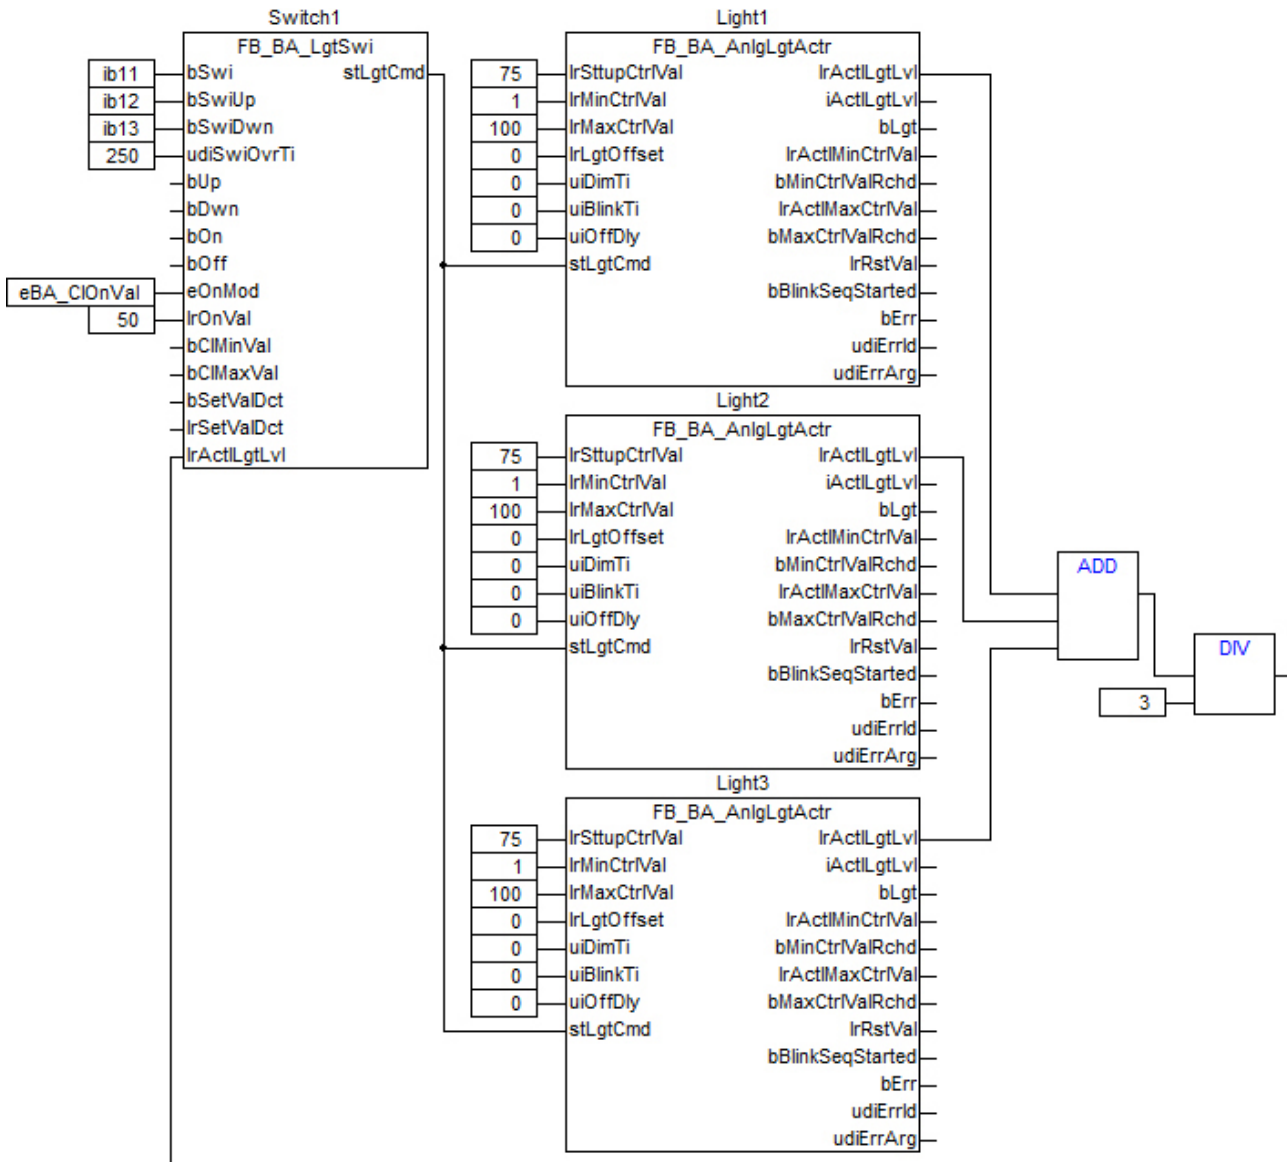 Switch1
FB_BA_LgtSwi
ib11 bSwi stLgtCmd
ib12 bSwiUp
ib13 bSwiDwn
250 udiSwiOvrTi
bUp
bDwn
bOn
bOff
eBA_ClOnVal eOnMod
50 lrOnVal
bClMinVal
bClMaxVal
bSetValDct
lrSetValDct
lrActlLgtLvl
Light1
FB_BA_AnlgLgtActr
75 lrSttupCtrlVal lrActlLgtLvl
1 lrMinCtrlVal iActlLgtLvl
100 lrMaxCtrlVal bLgt
0 lrLgtOffset lrActlMinCtrlVal
0 uiDimTi bMinCtrlValRchd
0 uiBlinkTi lrActlMaxCtrlVal
0 uiOffDly bMaxCtrlValRchd
stLgtCmd lrRstVal
bBlinkSeqStarted
bErr
udiErrId
udiErrArg
Light2
FB_BA_AnlgLgtActr
75 lrSttupCtrlVal lrActlLgtLvl
1 lrMinCtrlVal iActlLgtLvl
100 lrMaxCtrlVal bLgt
0 lrLgtOffset lrActlMinCtrlVal
0 uiDimTi bMinCtrlValRchd
0 uiBlinkTi lrActlMaxCtrlVal
0 uiOffDly bMaxCtrlValRchd
stLgtCmd lrRstVal
bBlinkSeqStarted
bErr
udiErrId
udiErrArg
Light3
FB_BA_AnlgLgtActr
75 lrSttupCtrlVal lrActlLgtLvl
1 lrMinCtrlVal iActlLgtLvl
100 lrMaxCtrlVal bLgt
0 lrLgtOffset lrActlMinCtrlVal
0 uiDimTi bMinCtrlValRchd
0 uiBlinkTi lrActlMaxCtrlVal
0 uiOffDly bMaxCtrlValRchd
stLgtCmd lrRstVal
bBlinkSeqStarted
bErr
udiErrId
udiErrArg
ADD
DIV
3